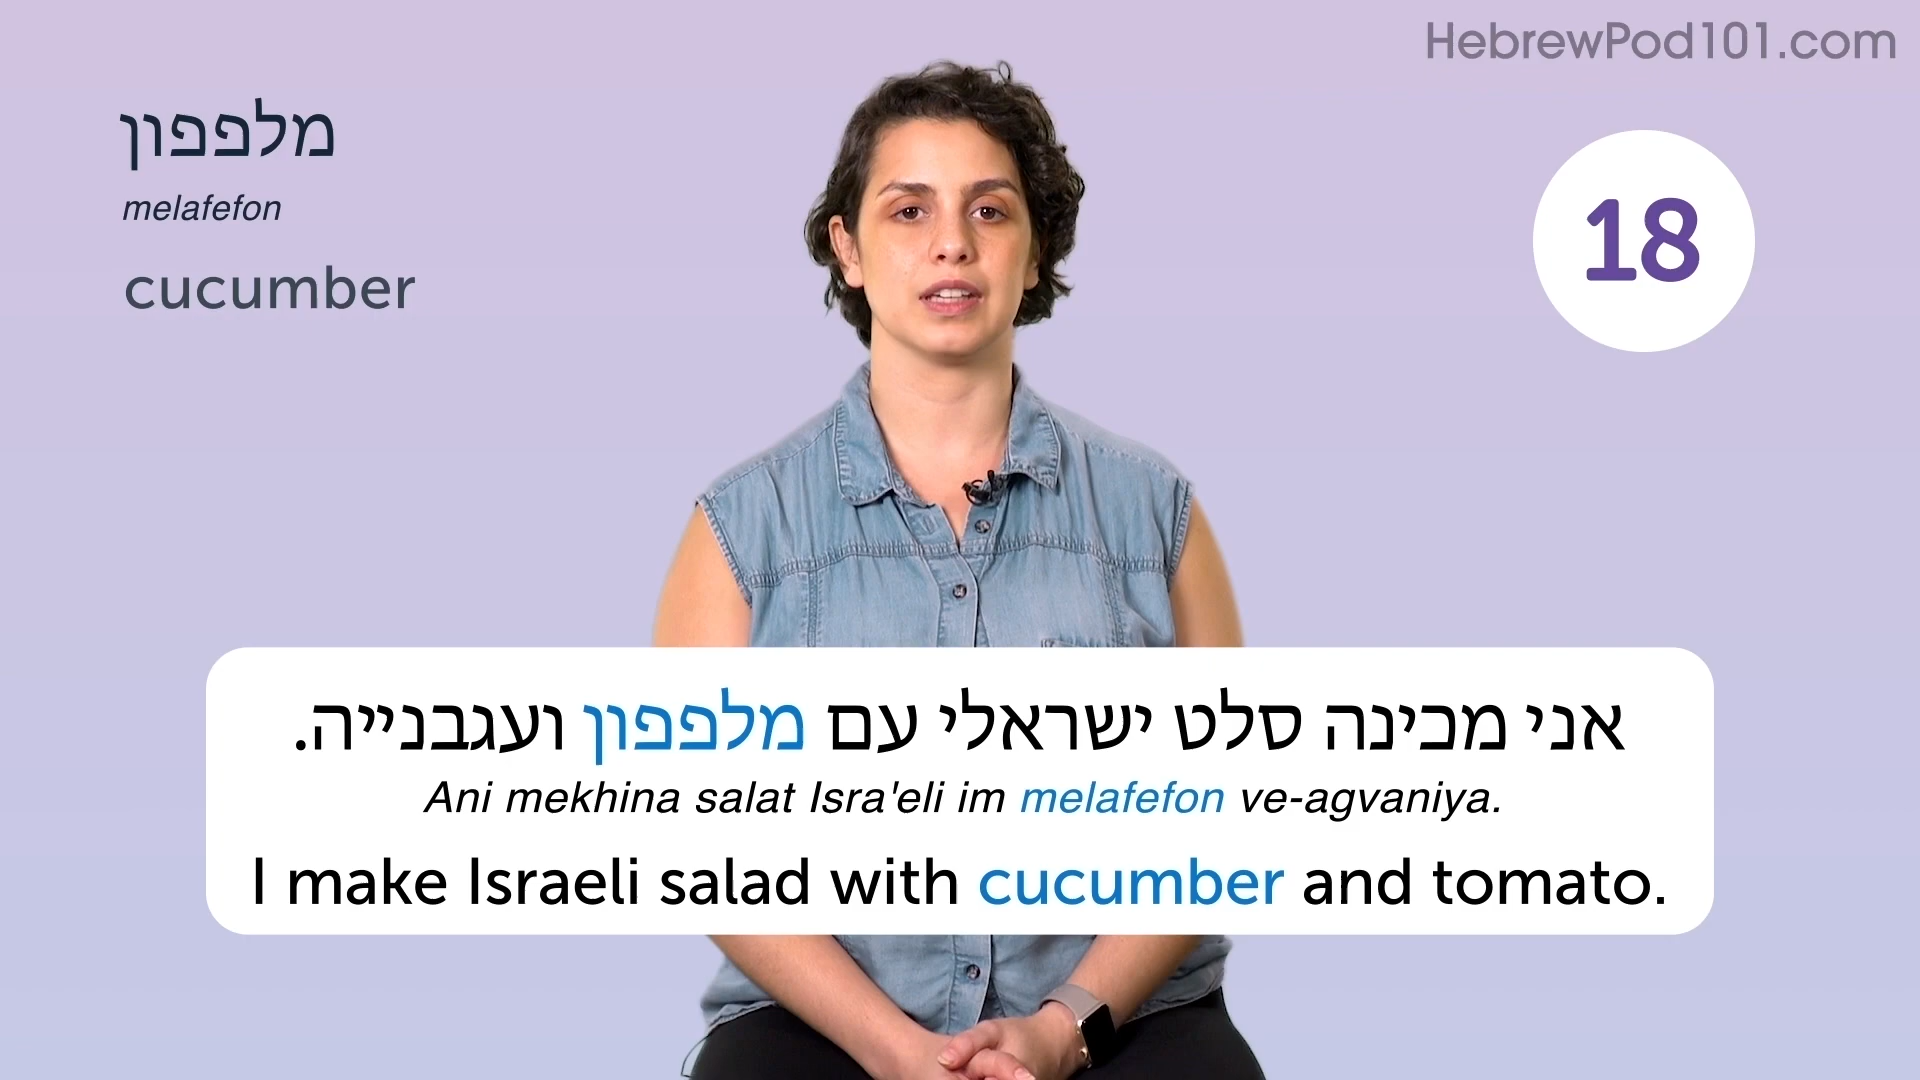 HebrewPod101.com
מלפפון
melafefon
cucumber
18
אני מכינה סלט ישראלי עם מלפפון ועגבנייה.
Ani mekhina salat Isra'eli im melafefon ve-agvaniya.
I make Israeli salad with cucumber and tomato.